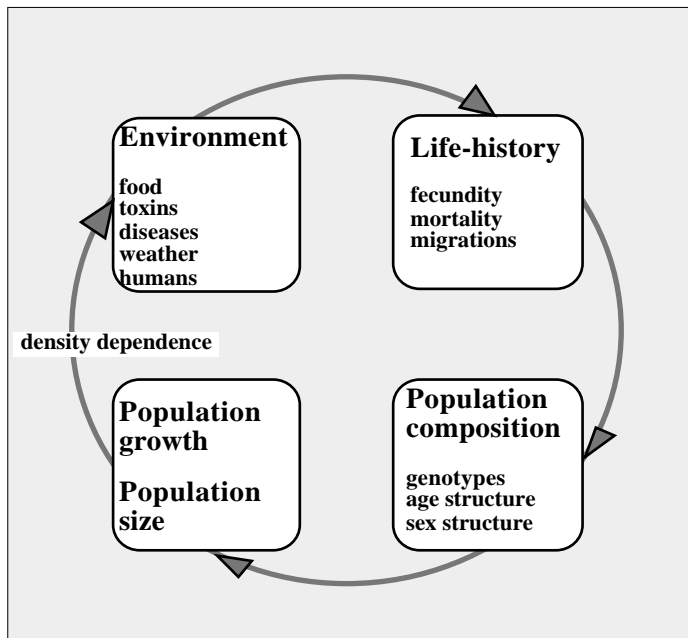 Environment
food
toxins
diseases
weather
humans
Life-history
fecundity
mortality
migrations
density dependence
Population
growth
Population
size
Population
composition
genotypes
age structure
sex structure